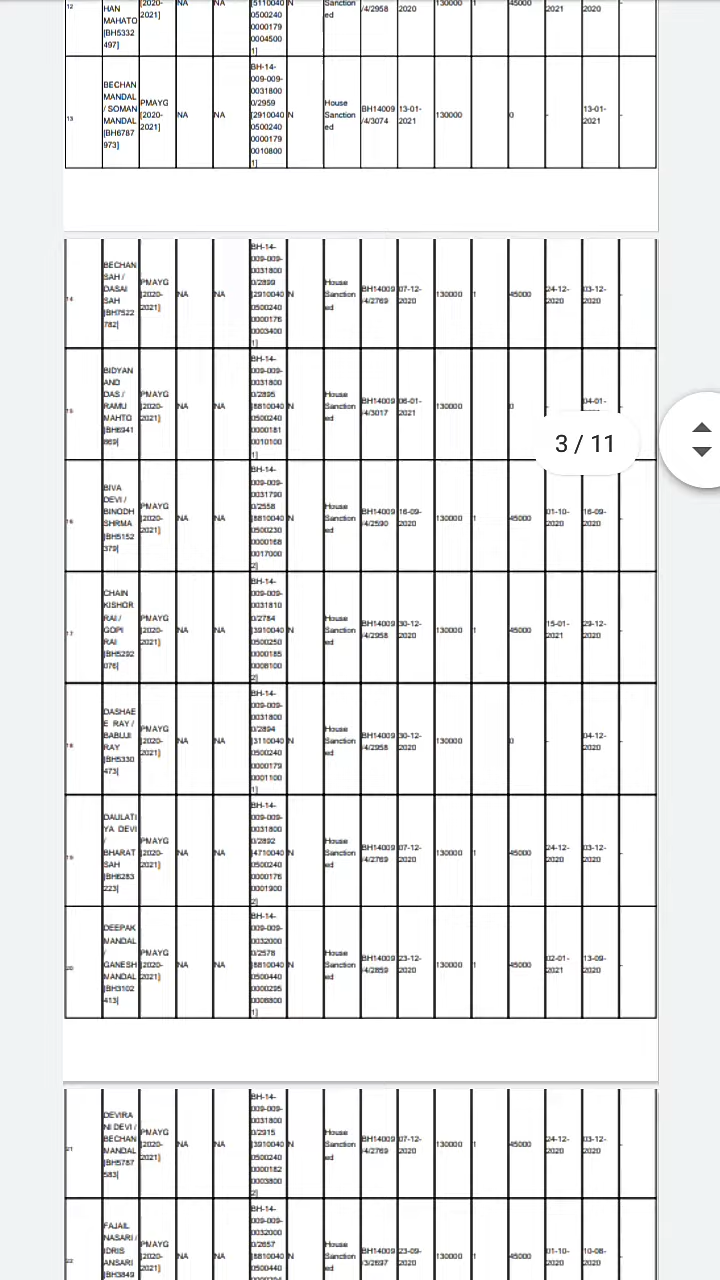 12
HAN
MAHATO
[BH5332
497]
[2020-
2021]
NA
NA
[5110040
0500240
0000179
0004500
1]
N
Sanction
ed
/4/2958
2020
130000
1
45000
2021
2020
13
BECHAN
MANDAL
/ SOMAN
MANDAL
[BH6787
973]
PMAYG
[2020-
2021]
NA
NA
BH-14-
009-009-
0031800
0/2959
[2910040
0500240
0000179
0010800
1]
N
House
Sanction
ed
BH14009
/4/3074
13-01-
2021
130000
0
-
13-01-
2021
-
14
BECHAN
SAH /
DASAI
SAH
[BH7522
782]
PMAYG
[2020-
2021]
NA
NA
BH-14-
009-009-
0031800
0/2899
[2910040
0500240
0000176
0003400
1]
N
House
Sanction
ed
BH14009
/4/2769
07-12-
2020
130000
1
45000
24-12-
2020
03-12-
2020
-
15
BIDYAN
AND
DAS /
RAMU
MAHTO
[BH6941
869]
PMAYG
[2020-
2021]
NA
NA
BH-14-
009-009-
0031800
0/2895
[8810040
0500240
0000181
0010100
1]
N
House
Sanction
ed
BH14009
/4/3017
06-01-
2021
130000
0
04-01-
-
3 / 11
16
BIVA
DEVI /
BINODH
SHRMA
[BH5152
379]
PMAYG
[2020-
2021]
NA
NA
BH-14-
009-009-
0031790
0/2558
[8810040
0500230
0000168
0017000
2]
N
House
Sanction
ed
BH14009
/4/2590
16-09-
2020
130000
1
45000
01-10-
2020
16-09-
2020
-
17
CHAIN
KISHOR
RAI /
GOPI
RAI
[BH5292
076]
PMAYG
[2020-
2021]
NA
NA
BH-14-
009-009-
0031810
0/2784
[3910040
0500250
0000185
0008100
2]
N
House
Sanction
ed
BH14009
/4/2958
30-12-
2020
130000
1
45000
15-01-
2021
29-12-
2020
-
18
DASHAE
E RAY /
BABUJI
RAY
[BH5330
473]
PMAYG
[2020-
2021]
NA
NA
BH-14-
009-009-
0031800
0/2894
[3110040
0500240
0000179
0001100
1]
N
House
Sanction
ed
BH14009
/4/2958
30-12-
2020
130000
0
-
04-12-
2020
-
19
DAULATI
YA DEVI
/
BHARAT
SAH
[BH6283
223]
PMAYG
[2020-
2021]
NA
NA
BH-14-
009-009-
0031800
0/2892
[4710040
0500240
0000176
0001900
2]
N
House
Sanction
ed
BH14009
/4/2769
07-12-
2020
130000
1
45000
24-12-
2020
03-12-
2020
-
20
DEEPAK
MANDAL
/
GANESH
MANDAL
[BH3102
413]
PMAYG
[2020-
2021]
NA
NA
BH-14-
009-009-
0032000
0/2578
[8810040
0500440
0000295
0006800
1]
N
House
Sanction
ed
BH14009
/4/2859
23-12-
2020
130000
1
45000
02-01-
2021
13-09-
2020
-
21
DEVIRA
NI DEVI /
BECHAN
MANDAL
[BH5787
583]
PMAYG
[2020-
2021]
NA
NA
BH-14-
009-009-
0031800
0/2915
[3910040
0500240
0000182
0003800
2]
N
House
Sanction
ed
BH14009
/4/2769
07-12-
2020
130000
1
45000
24-12-
2020
03-12-
2020
-
22
FAJAIL
NASARI /
IDRIS
ANSARI
[BH3849
PMAYG
[2020-
2021]
NA
NA
BH-14-
009-009-
0032000
0/2657
[8810040
0500440
N
House
Sanction
ed
BH14009
/3/2697
23-09-
2020
130000
1
45000
01-10-
2020
10-08-
2020
-